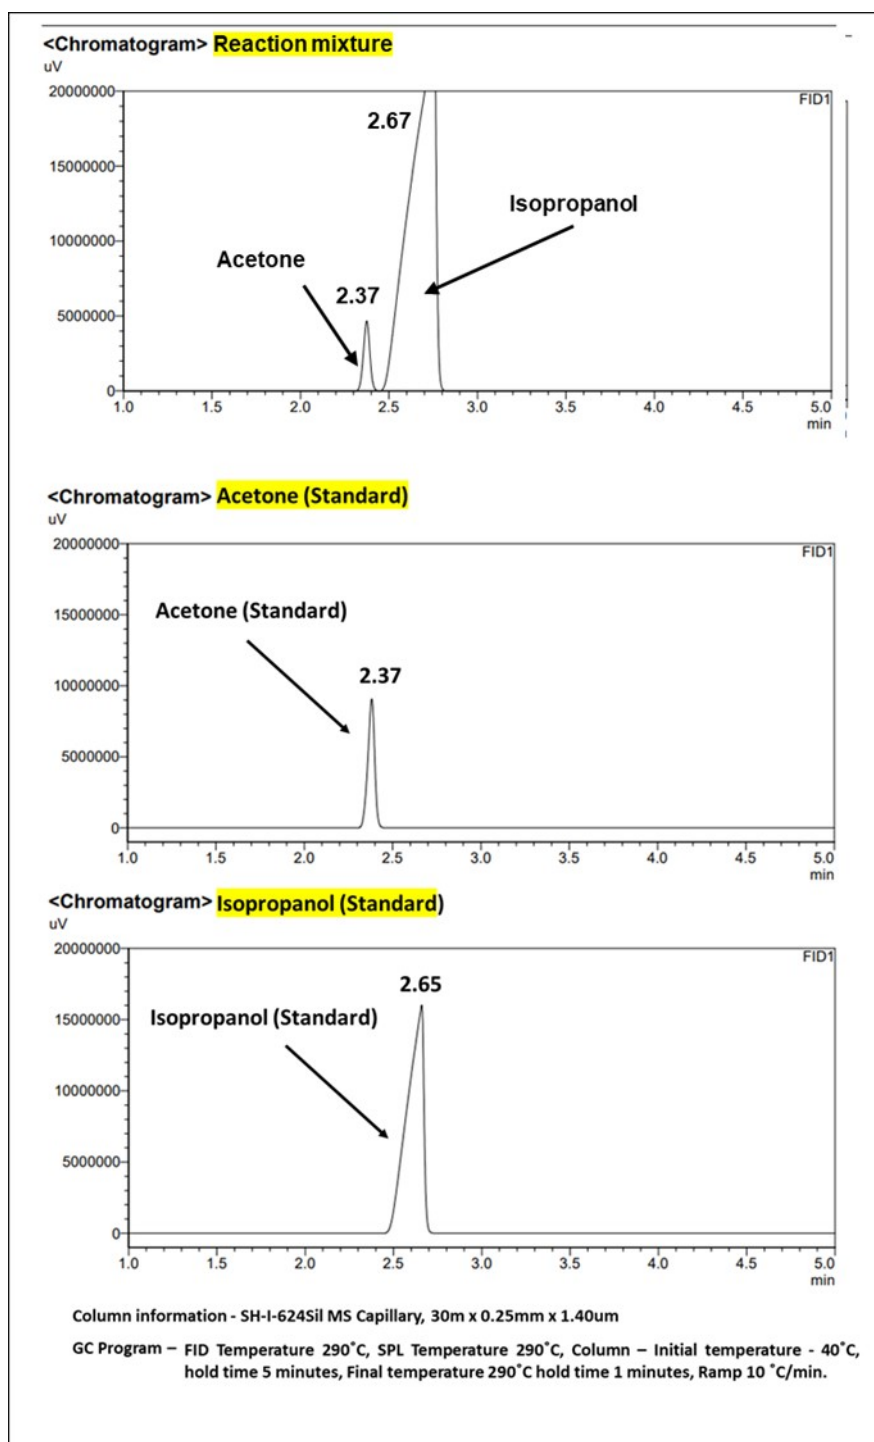 <Chromatogram> Reaction mixture
uV
20000000
FID1
2.67
15000000
Isopropanol
10000000
Acetone
2.37
5000000
0
1.0 1.5 2.0 2.5 3.0 3.5 4.0 4.5 5.0
min
<Chromatogram> Acetone (Standard)
uV
20000000
FID1
15000000
Acetone (Standard)
2.37
10000000
5000000
0
1.0 1.5 2.0 2.5 3.0 3.5 4.0 4.5 5.0
min
<Chromatogram> Isopropanol (Standard)
uV
20000000
FID1
2.65
15000000
Isopropanol (Standard)
10000000
5000000
0
1.0 1.5 2.0 2.5 3.0 3.5 4.0 4.5 5.0
min
Column information - SH-I-624Sil MS Capillary, 30m x 0.25mm x 1.40um
GC Program – FID Temperature 290˚C, SPL Temperature 290˚C, Column – Initial temperature - 40˚C,
hold time 5 minutes, Final temperature 290˚C hold time 1 minutes, Ramp 10 ˚C/min.